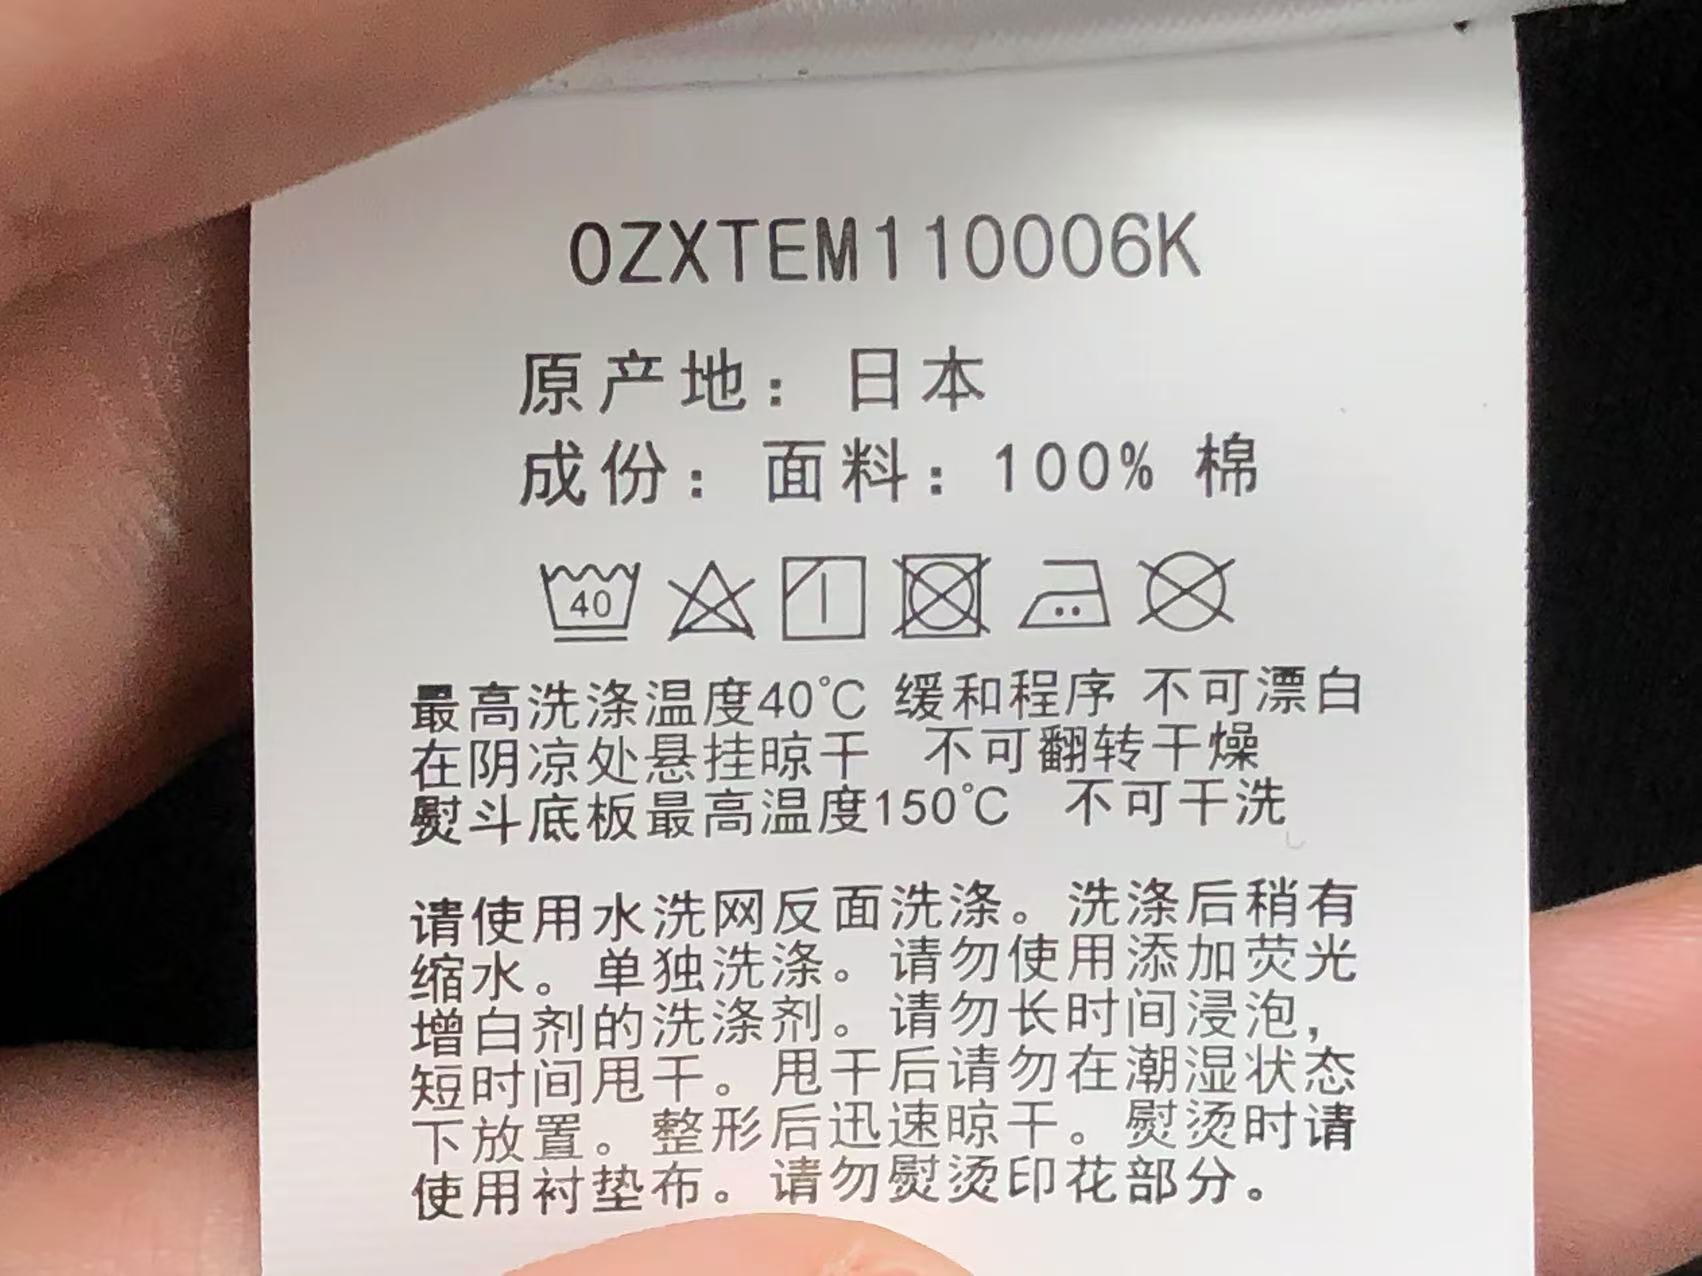 0ZXTEM110006K
原产地：日本
成份：面料：100% 棉
40
最高洗涤温度40℃ 缓和程序 不可漂白
在阴凉处悬挂晾干 不可翻转干燥
熨斗底板最高温度150℃ 不可干洗
请使用水洗网反面洗涤。洗涤后稍有
缩水。单独洗涤。请勿使用添加荧光
增白剂的洗涤剂。请勿长时间浸泡，
短时间甩干。甩干后请勿在潮湿状态
下放置。整形后迅速晾干。熨烫时请
使用衬垫布。请勿熨烫印花部分。